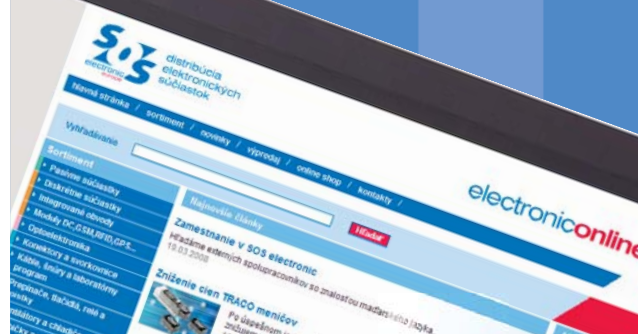 SOS
electronic
europe
distribúcia
elektronických
súčiastok
hlavná stránka / sortiment / novinky / výpredaj / online shop / kontakty /
electroniconline
Vyhľadávanie
Hľadať
Sortiment
Pasívne súčiastky
Diskrétne súčiastky
Integrované obvody
Moduly DC,GSM,RFID,GPS...
Optoelektronika
Konektory a svorkovnice
Káble, šnúry a laboratórny
program
Prepínače, tlačidlá, relé a
Najnovšie články
Zamestnanie v SOS electronic
Hľadáme externých spolupracovníkov so znalosťou maďarského jazyka
19.03.2008
Zníženie cien TRACO meničov
Po úspešnom